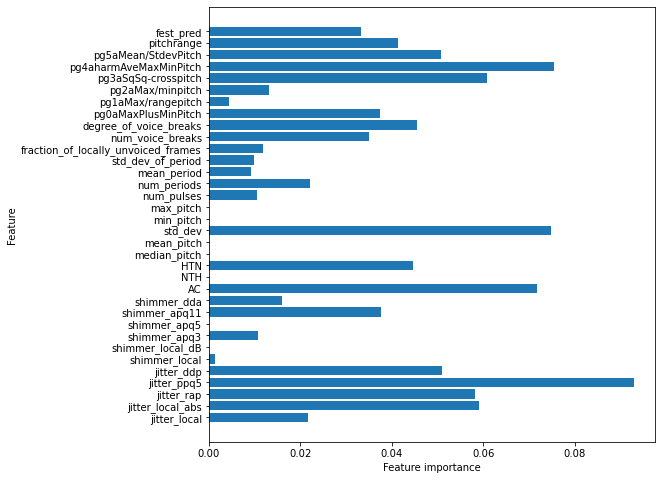 fest_pred
pitchrange
pg5aMean/StdevPitch
pg4aharmAveMaxMinPitch
pg3aSqSq-crosspitch
pg2aMax/minpitch
pg1aMax/rangepitch
pg0aMaxPlusMinPitch
degree_of_voice_breaks
num_voice_breaks
fraction_of_locally_unvoiced_frames
std_dev_of_period
mean_period
num_periods
num_pulses
max_pitch
min_pitch
std_dev
mean_pitch
median_pitch
HTN
NTH
AC
shimmer_dda
shimmer_apq11
shimmer_apq5
shimmer_apq3
shimmer_local_dB
shimmer_local
jitter_ddp
jitter_ppq5
jitter_rap
jitter_local_abs
jitter_local
Feature
0.00 0.02 0.04 0.06 0.08
Feature importance